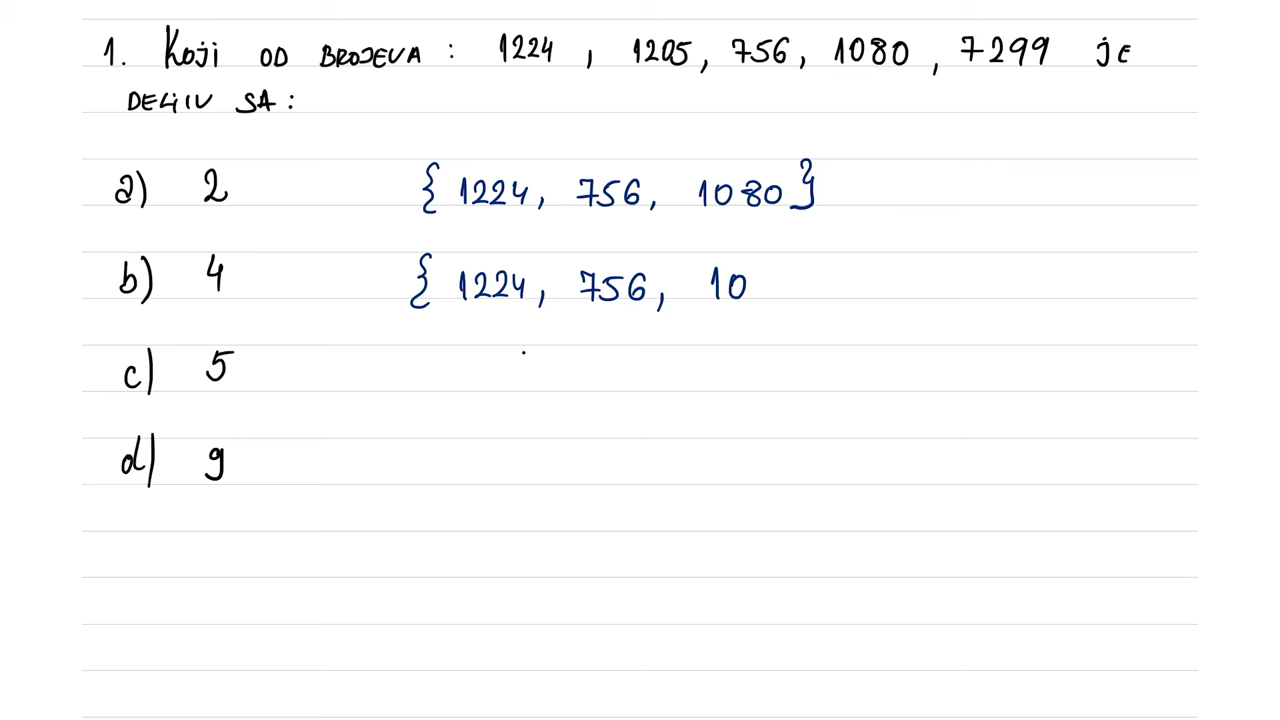 1. Koji OD BROJEVA : 1224 , 1205, 756, 1080, 7299 je
DELJIV SA:
a) 2 { 1224, 756, 1080}
b) 4 { 1224, 756, 10
c) 5
d) 9